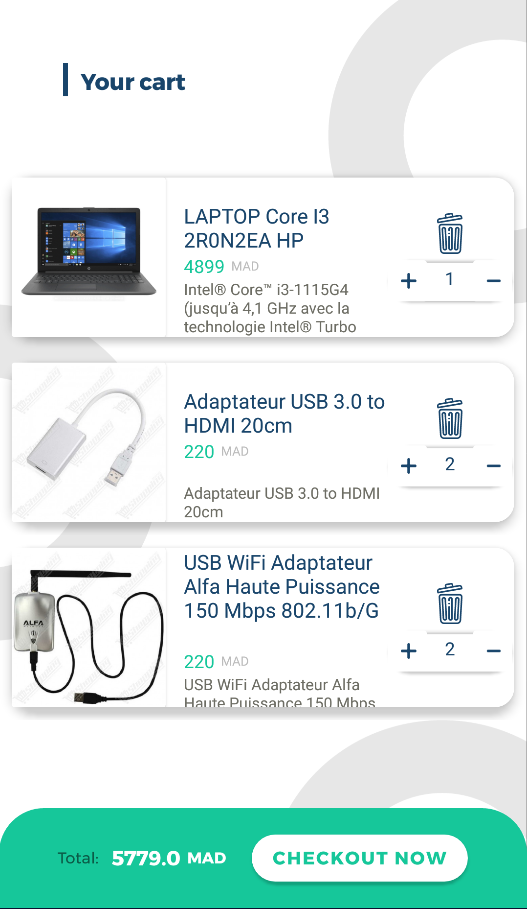 Your cart
LAPTOP Core I3
2R0N2EA HP
4899 MAD
Intel® Core™ i3-1115G4
(jusqu'à 4,1 GHz avec la
technologie Intel® Turbo
+ 1 −
Adaptateur USB 3.0 to
HDMI 20cm
220 MAD
Adaptateur USB 3.0 to HDMI
20cm
+ 2 −
ALFA
USB WiFi Adaptateur
Alfa Haute Puissance
150 Mbps 802.11b/G
220 MAD
USB WiFi Adaptateur Alfa
Haute Puissance 150 Mbps
+ 2 −
Total: 5779.0 MAD
CHECKOUT NOW